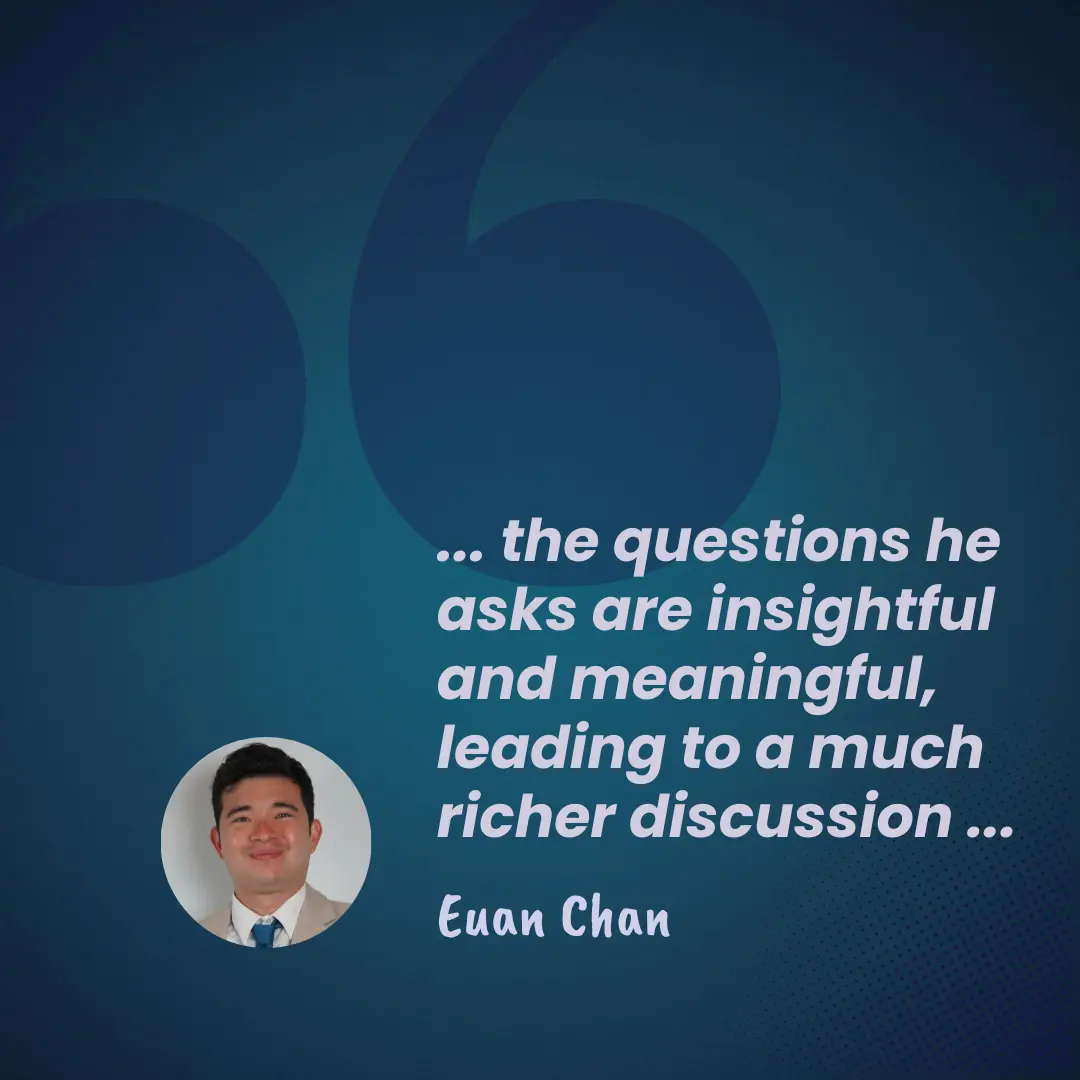 ... the questions he
asks are insightful
and meaningful,
leading to a much
richer discussion ...
Euan Chan